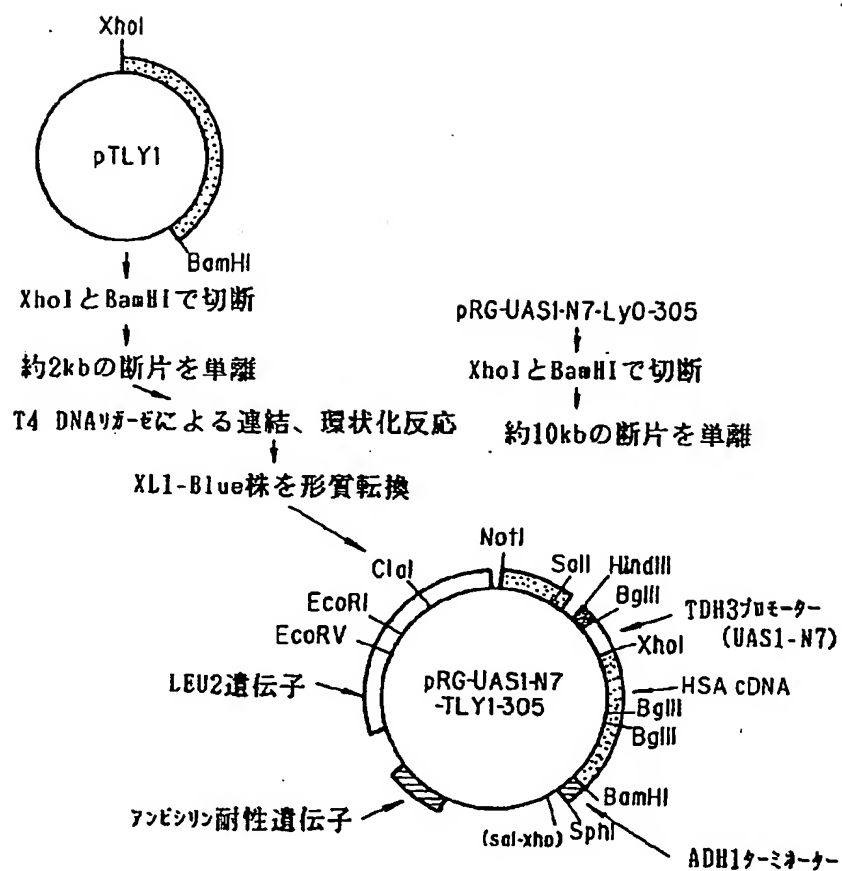 XhoI
pTLY1
BamHI
XhoIとBamHIで切断
約2kbの断片を単離
pRG-UAS1-N7-LyO-305
XhoIとBamHIで切断
約10kbの断片を単離
T4 DNAリガーゼによる連結、環状化反応
XL1-Blue株を形質転換
NotI
SalI
HindIII
BglII
TDH3プロモーター
(UAS1-N7)
XhoI
HSA cDNA
BglII
BglII
BamHI
SphI
(sal-xho)
ADH1ターミネーター
ClaI
EcoRI
EcoRV
LEU2遺伝子
アンピシリン耐性遺伝子
pRG-UAS1-N7
-TLY1-305